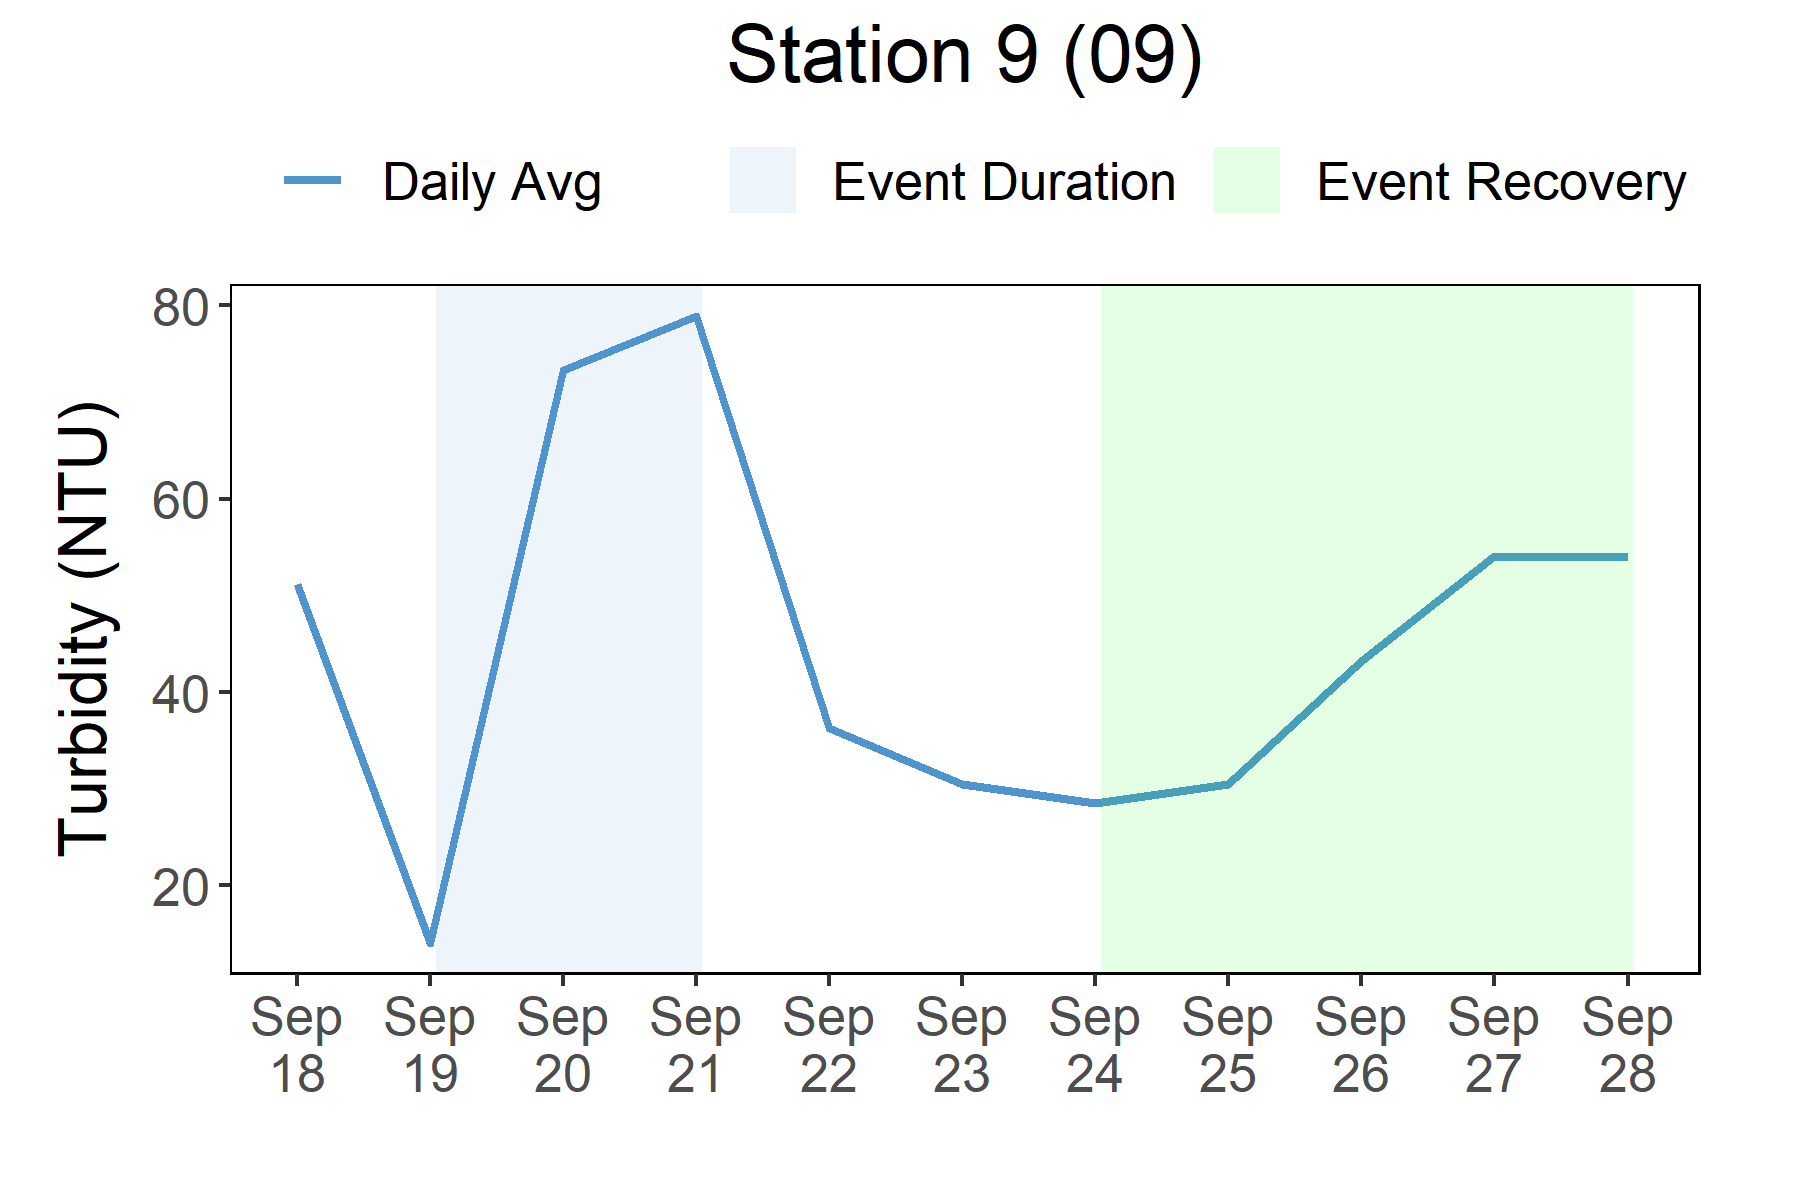 Station 9 (09)
Daily Avg Event Duration Event Recovery
Turbidity (NTU)
80
60
40
20
Sep Sep Sep Sep Sep Sep Sep Sep Sep Sep Sep
18 19 20 21 22 23 24 25 26 27 28